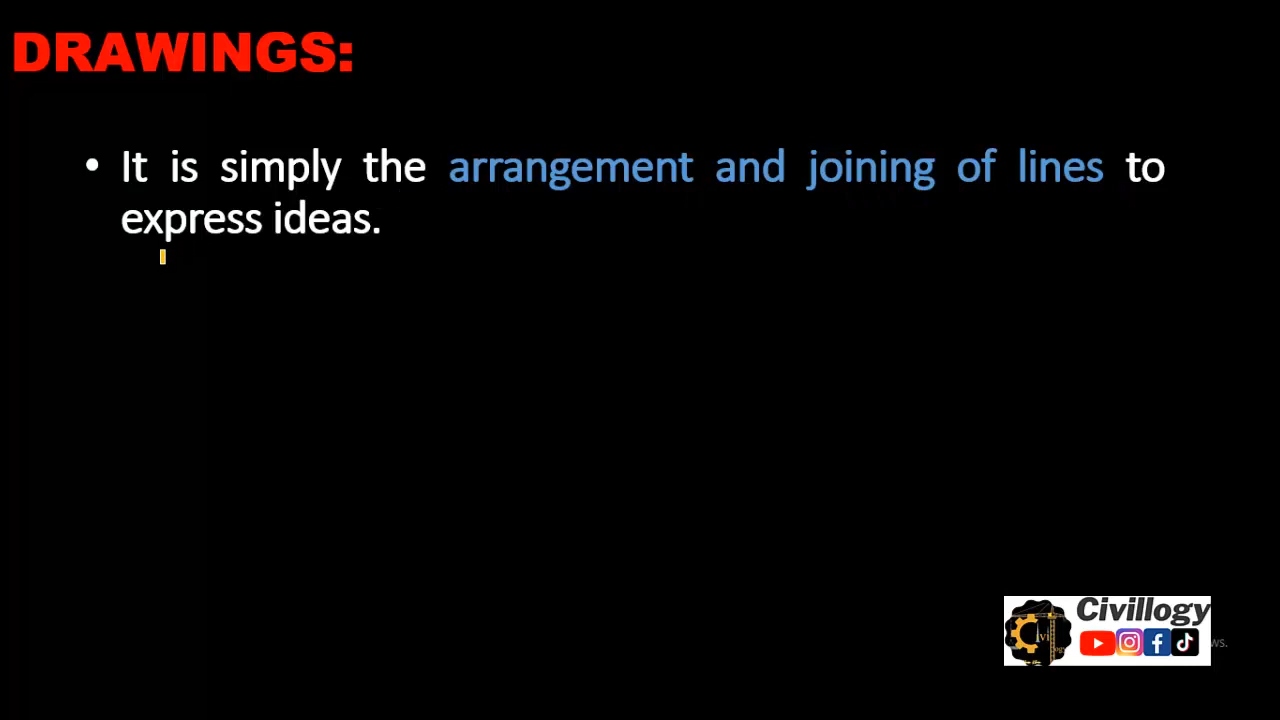 DRAWINGS:
• It is simply the arrangement and joining of lines to
express ideas.
Civillogy